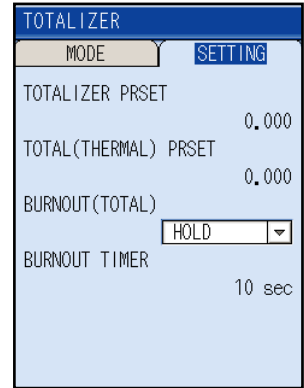 TOTALIZER
MODE SETTING
TOTALIZER PRSET
0.000
TOTAL(THERMAL) PRSET
0.000
BURNOUT(TOTAL)
HOLD
BURNOUT TIMER
10 sec